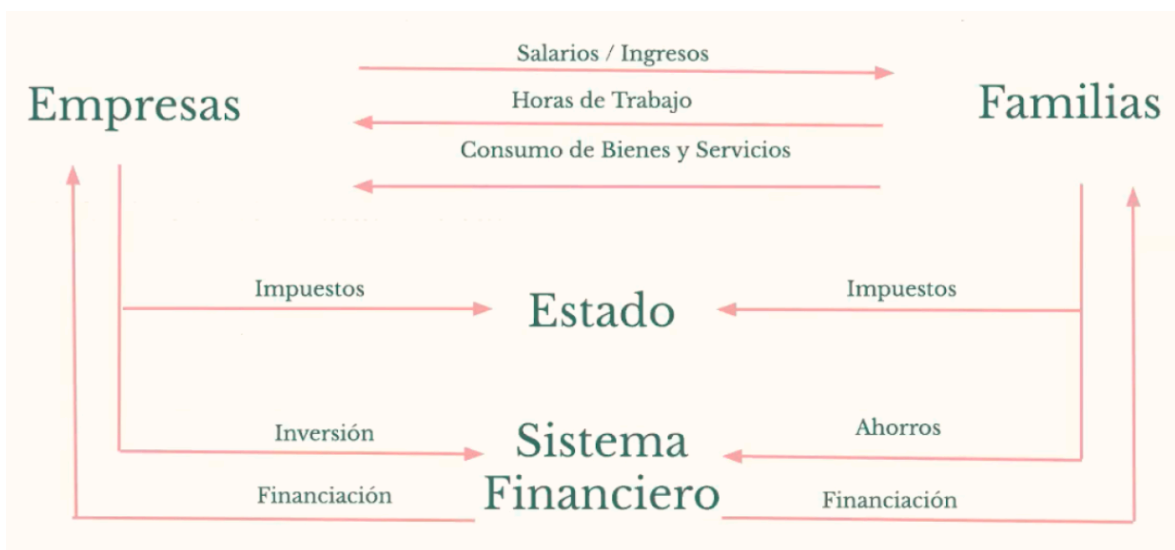 Salarios / Ingresos
Empresas
Horas de Trabajo
Familias
Consumo de Bienes y Servicios
Impuestos
Estado
Impuestos
Inversión
Sistema
Financiero
Ahorros
Financiación
Financiación